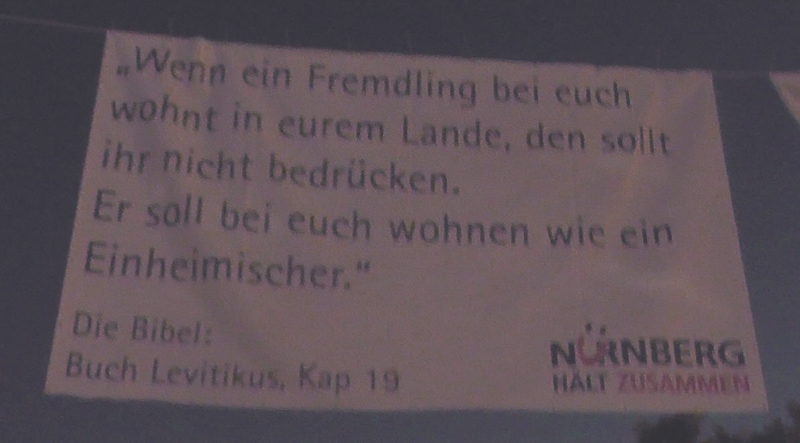 „Wenn ein Fremdling bei euch
wohnt in eurem Lande, den sollt
ihr nicht bedrücken.
Er soll bei euch wohnen wie ein
Einheimischer.“
Die Bibel:
Buch Levitikus, Kap 19
NÜRNBERG
HÄLT ZUSAMMEN